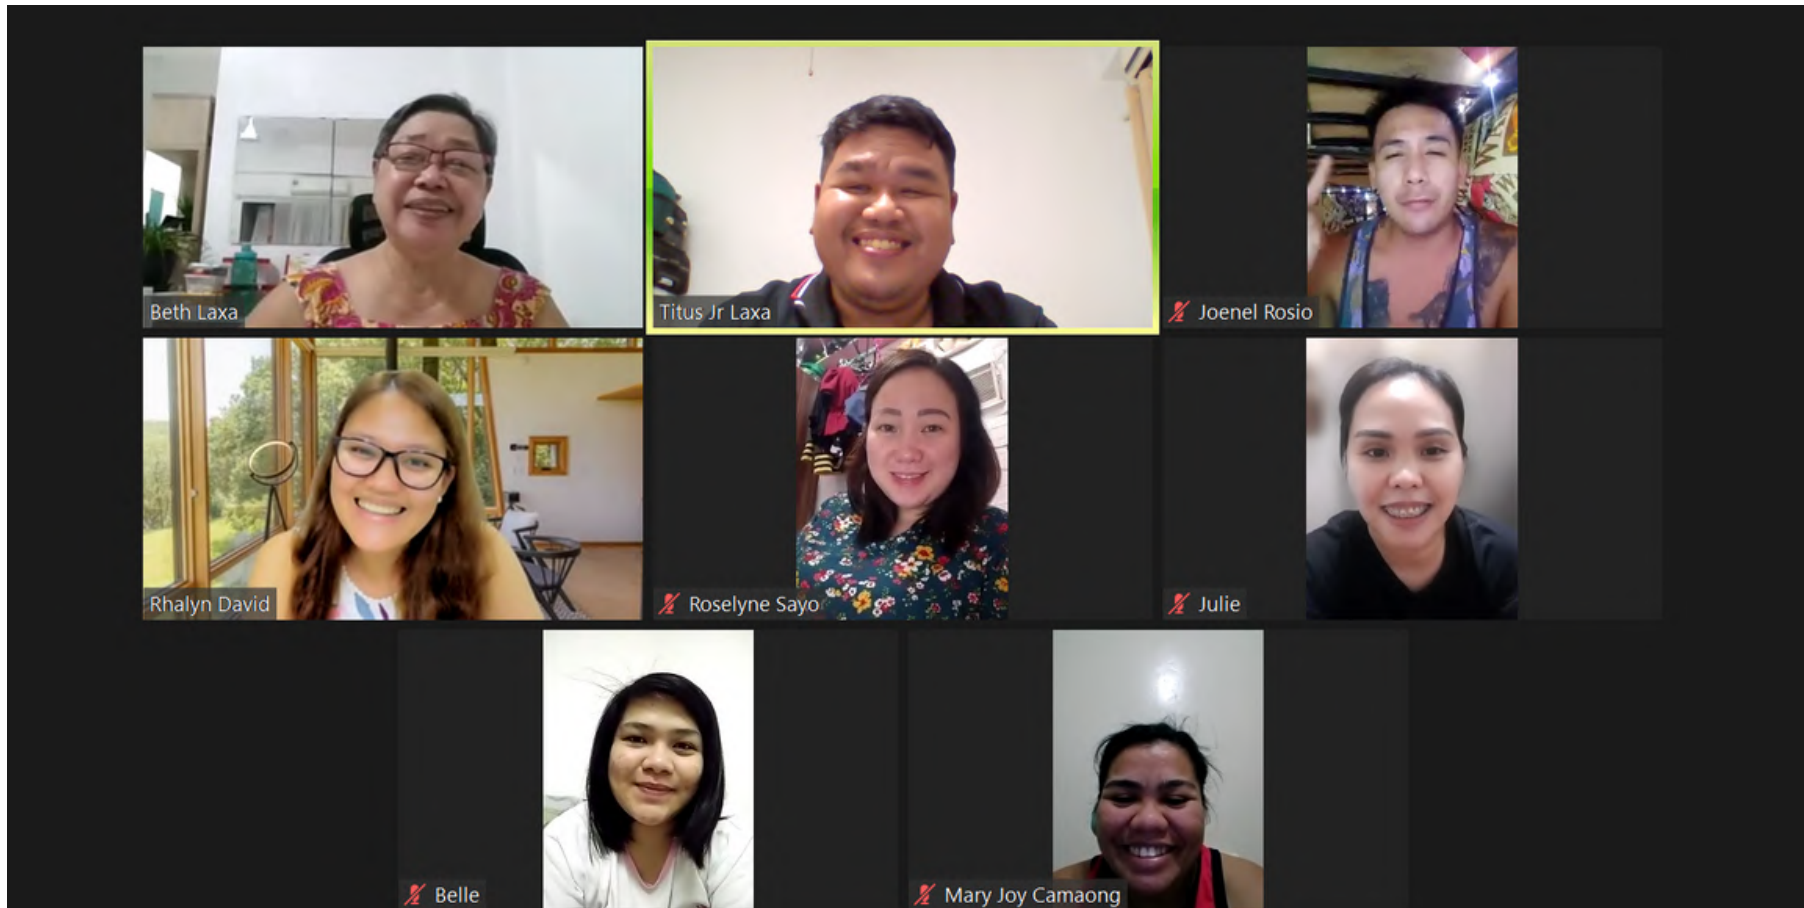 Beth Laxa
Titus Jr Laxa
Joenel Rosio
Rhalyn David
Roselyne Sayo
Julie
Belle
Mary Joy Camaong